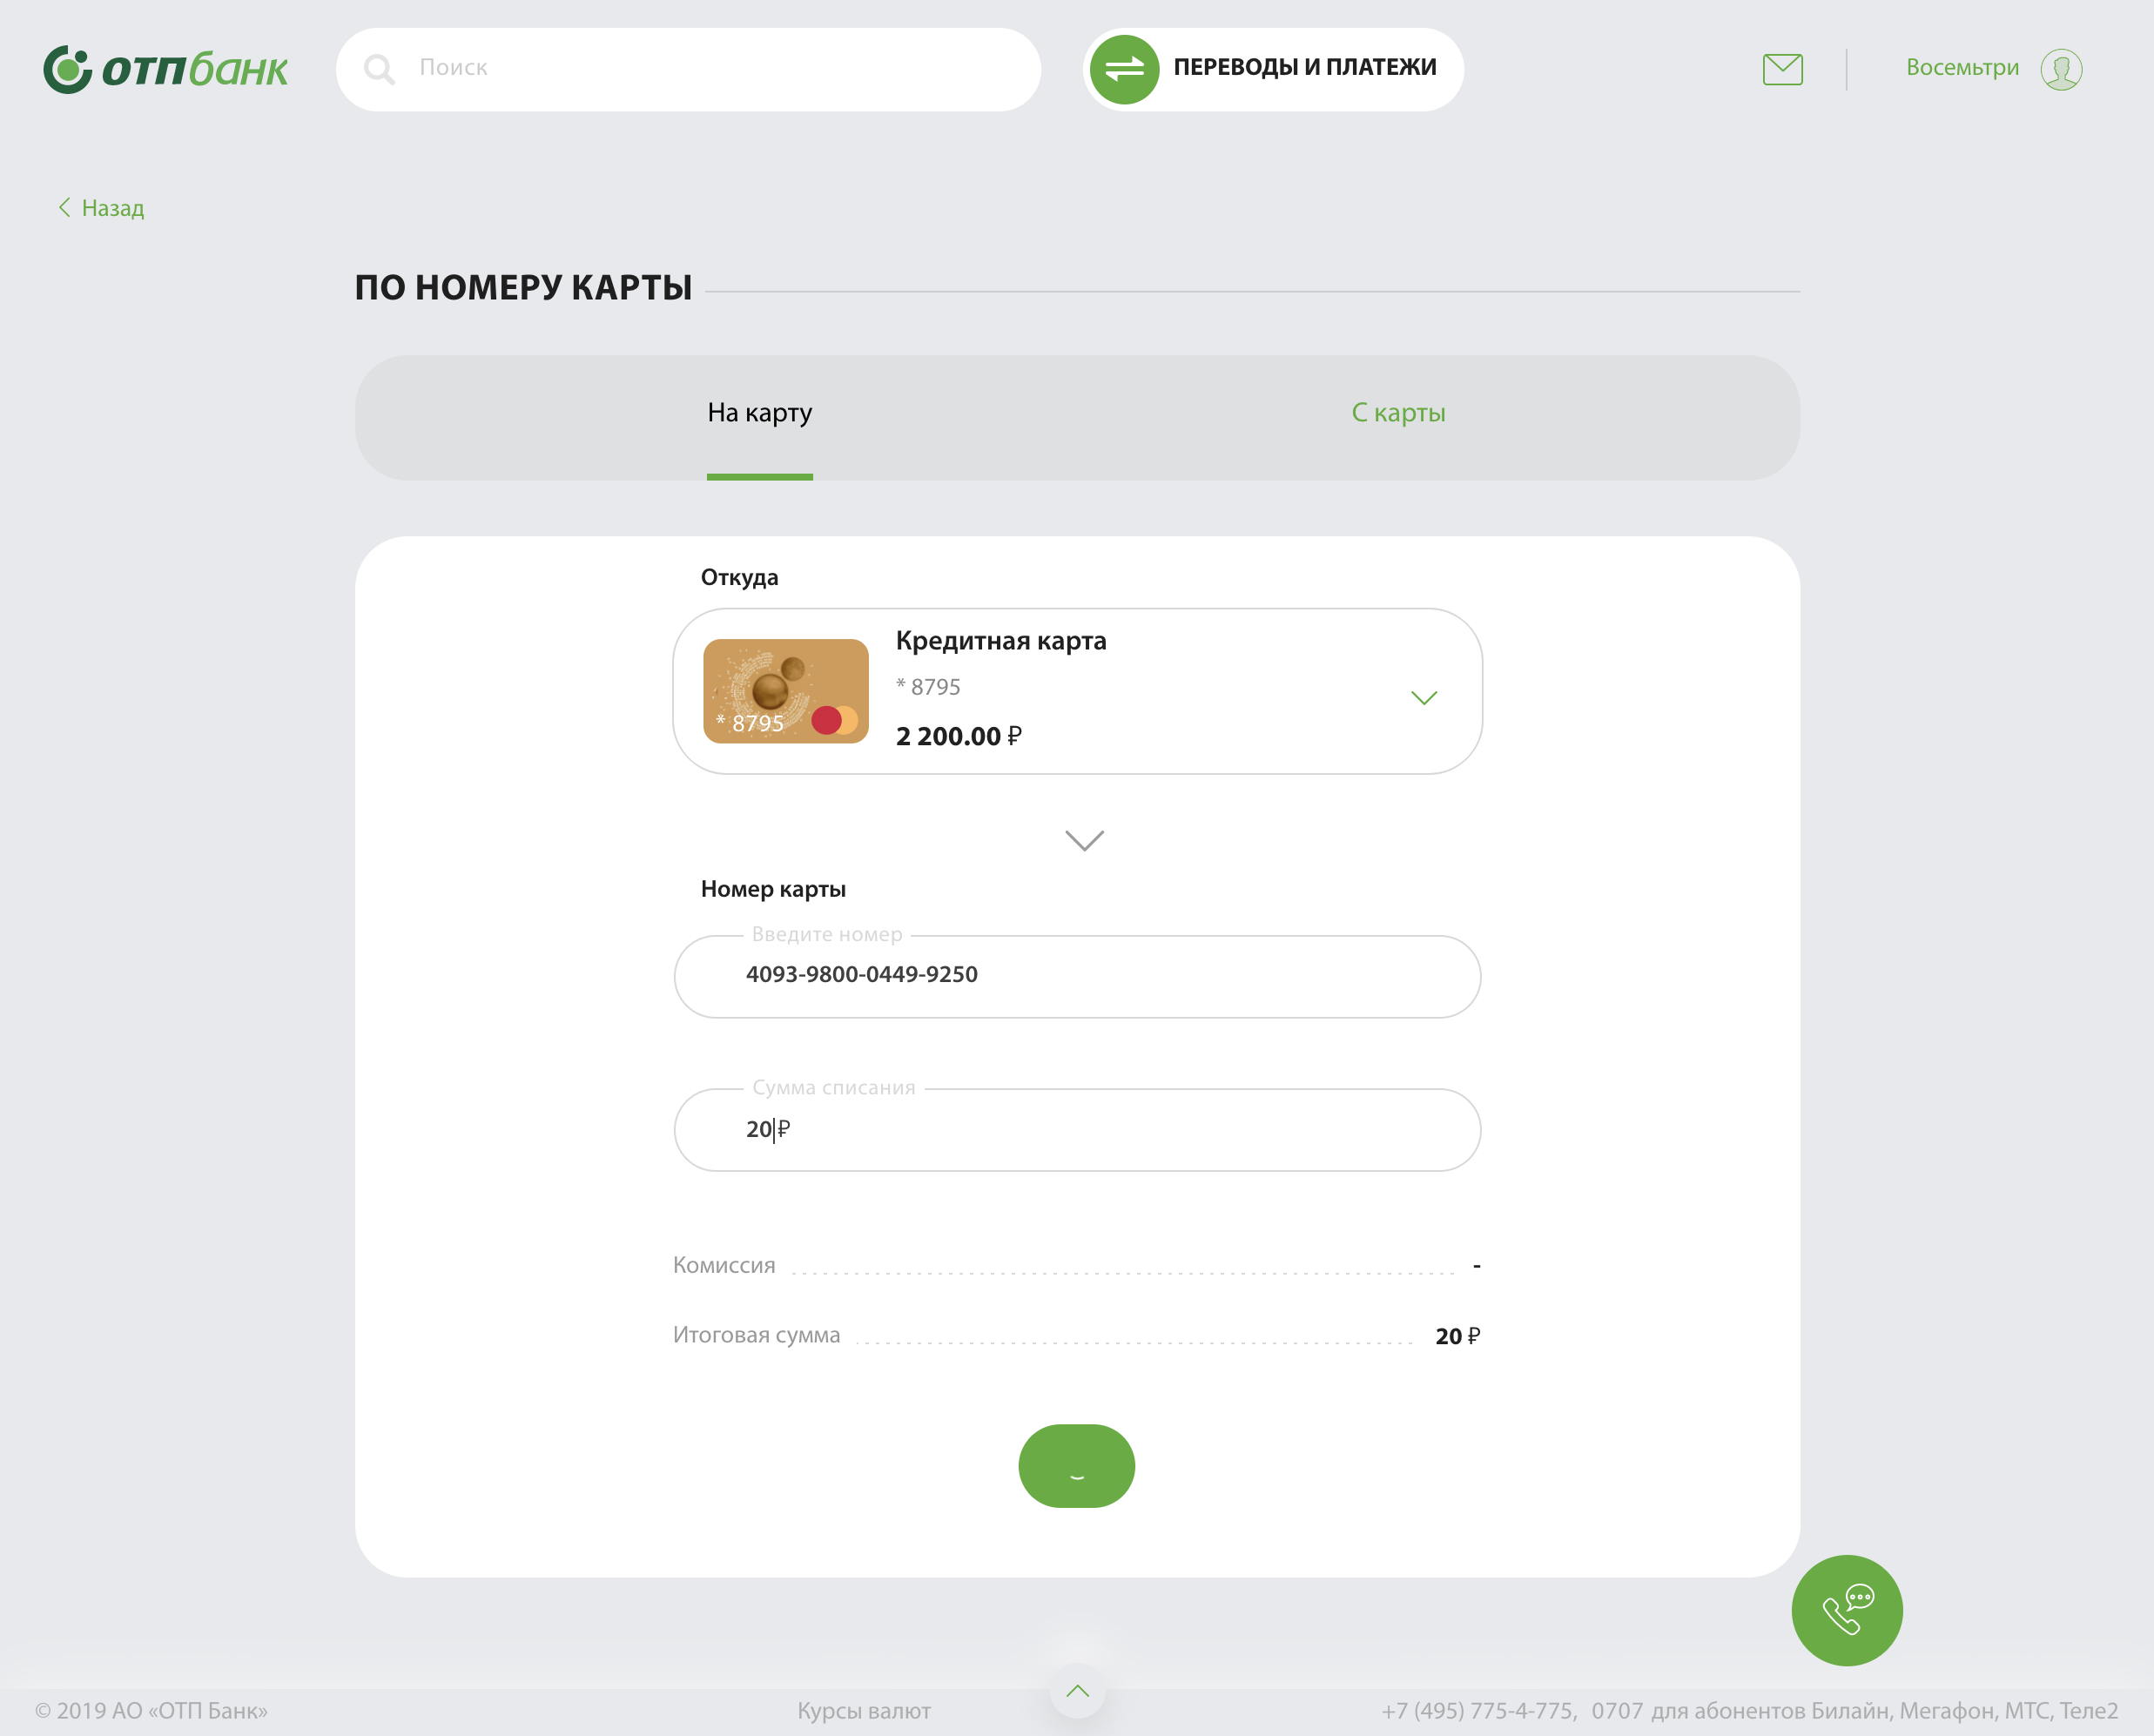 отпбанк
Поиск
ПЕРЕВОДЫ И ПЛАТЕЖИ
Восемьтри
Назад
ПО НОМЕРУ КАРТЫ
На карту
С карты
Откуда
Кредитная карта
* 8795
* 8795
2 200.00 ₽
Номер карты
Введите номер
4093-9800-0449-9250
Сумма списания
20 ₽
Комиссия -
Итоговая сумма 20 ₽
© 2019 АО «ОТП Банк»
Курсы валют
+7 (495) 775-4-775, 0707 для абонентов Билайн, Мегафон, МТС, Теле2